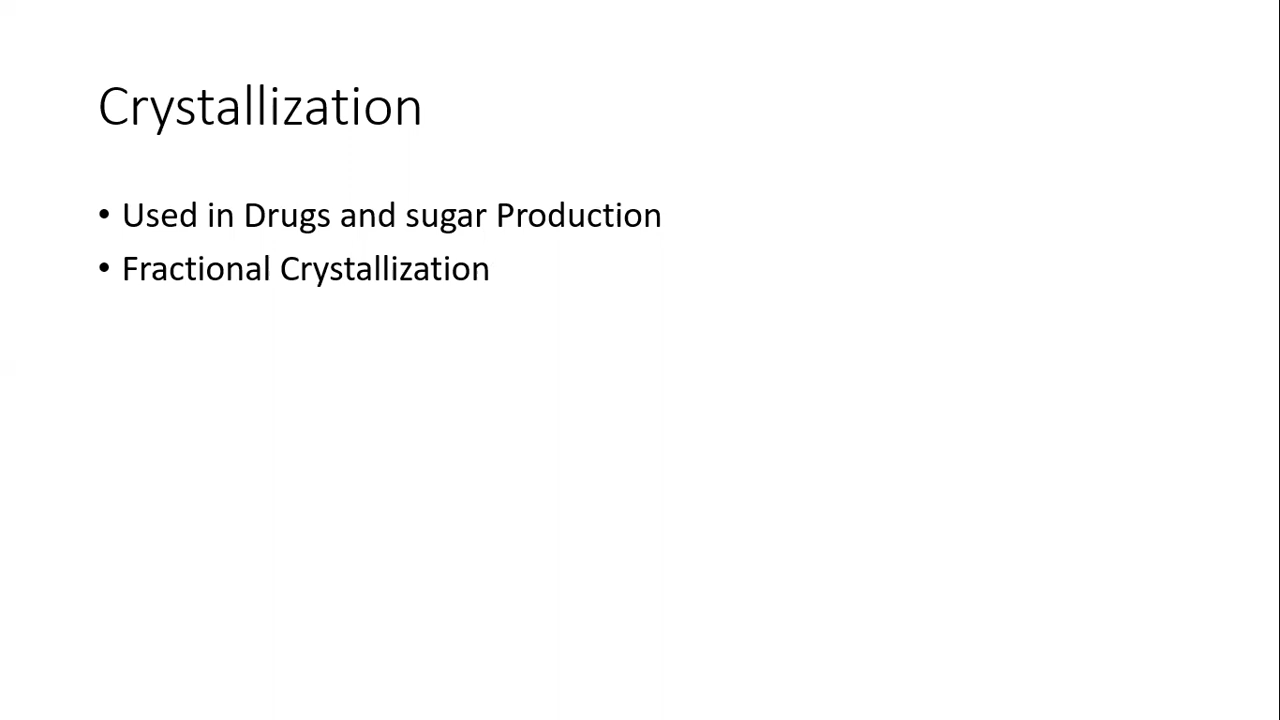 Crystallization
• Used in Drugs and sugar Production
• Fractional Crystallization